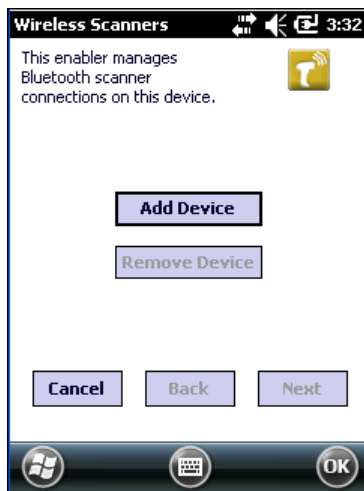 Wireless Scanners 3:32
This enabler manages
Bluetooth scanner
connections on this device.
Add Device
Remove Device
Cancel Back Next
OK